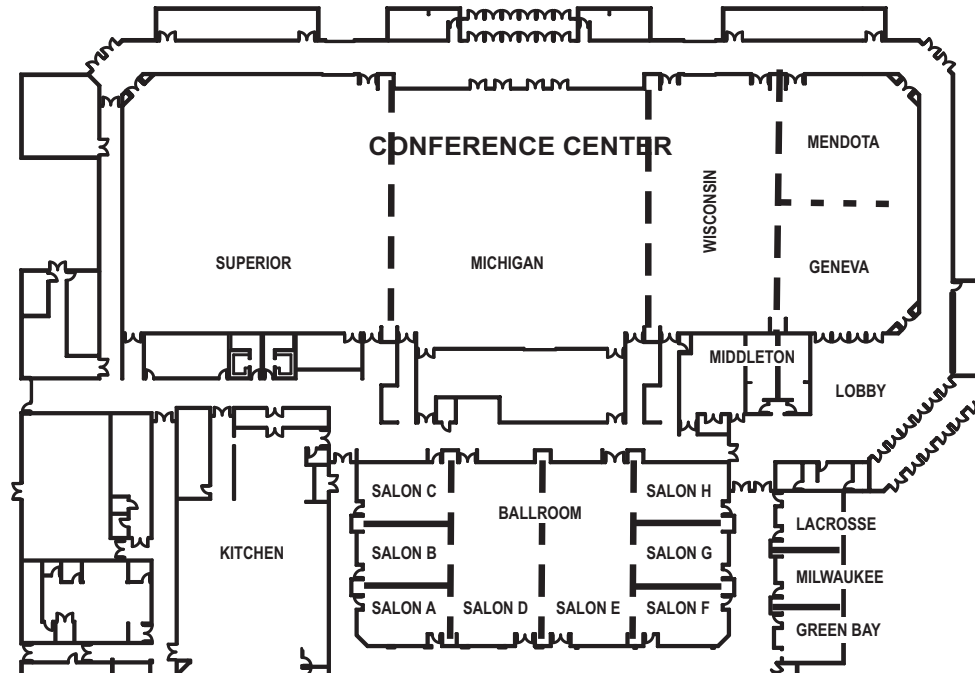 CONFERENCE CENTER
MENDOTA
WISCONSIN
SUPERIOR
MICHIGAN
GENEVA
MIDDLETON
LOBBY
SALON C
SALON H
BALLROOM
LACROSSE
KITCHEN
SALON B
SALON G
MILWAUKEE
SALON A
SALON D
SALON E
SALON F
GREEN BAY